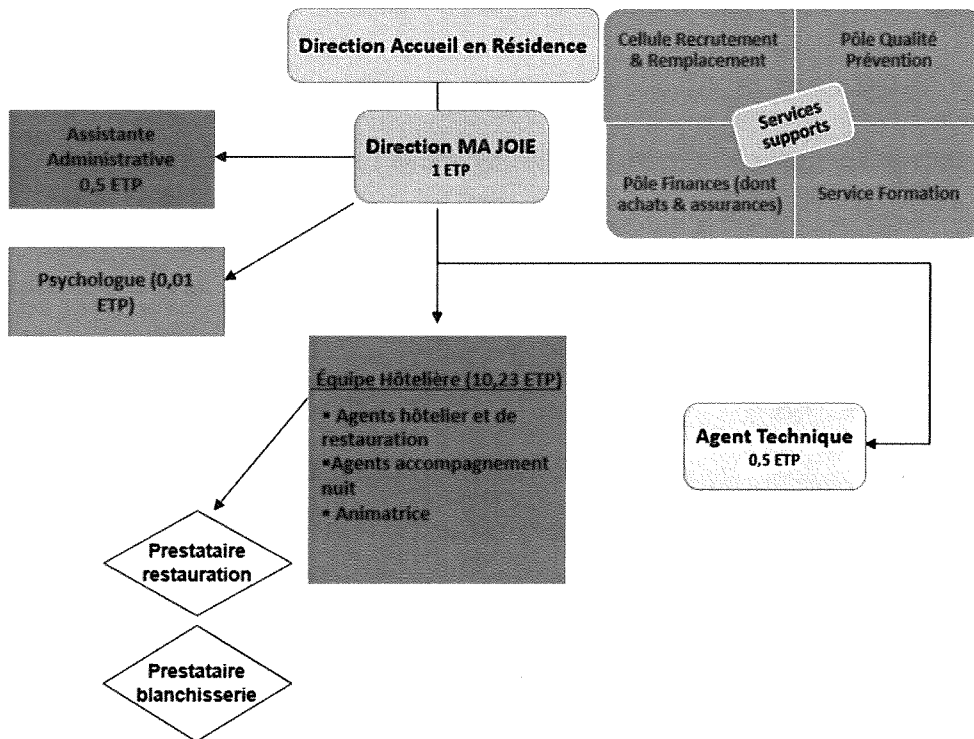 Direction Accueil en Résidence
Cellule Recrutement
& Remplacement
Pôle Qualité
Prévention
Services
supports
Pôle Finances (dont
achats & assurances)
Service Formation
Assistante
Administrative
0,5 ETP
Direction MA JOIE
1 ETP
Psychologue (0,01
ETP)
Équipe Hôtelière (10,23 ETP)
▪ Agents hôtelier et de
restauration
▪Agents accompagnement
nuit
▪ Animatrice
Agent Technique
0,5 ETP
Prestataire
restauration
Prestataire
blanchisserie